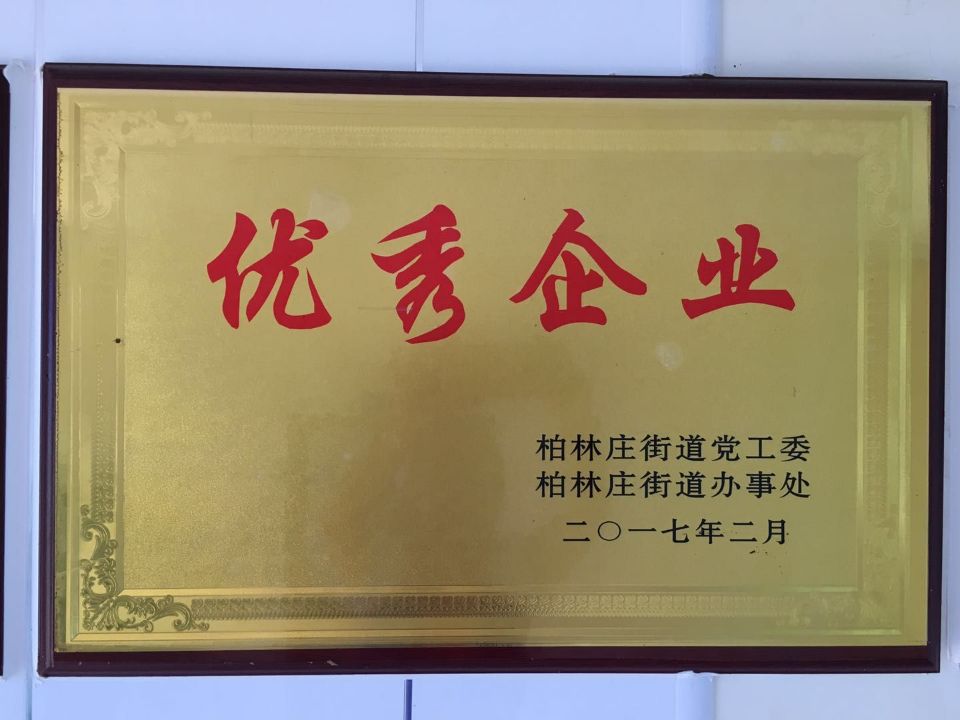 优秀企业
柏林庄街道党工委
柏林庄街道办事处
二〇一七年二月